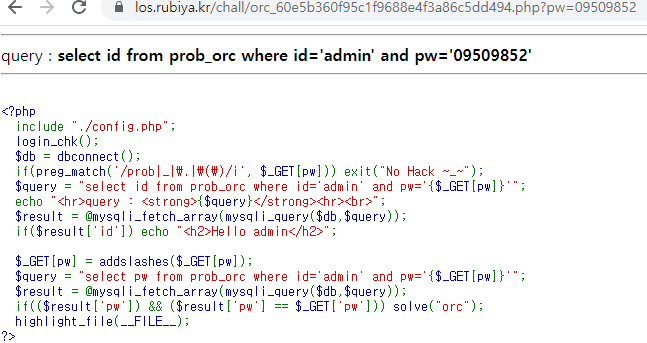 los.rubiya.kr/chall/orc_60e5b360f95c1f9688e4f3a86c5dd494.php?pw=09509852
query : select id from prob_orc where id='admin' and pw='09509852'
<?php
  include "./config.php";
  login_chk();
  $db = dbconnect();
  if(preg_match('/prob|_|₩.|₩(₩)/i', $_GET[pw])) exit("No Hack ~_~");
  $query = "select id from prob_orc where id='admin' and pw='{$_GET[pw]}'";
  echo "<hr>query : <strong>{$query}</strong><hr><br>";
  $result = @mysqli_fetch_array(mysqli_query($db,$query));
  if($result['id']) echo "<h2>Hello admin</h2>";
  $_GET[pw] = addslashes($_GET[pw]);
  $query = "select pw from prob_orc where id='admin' and pw='{$_GET[pw]}'";
  $result = @mysqli_fetch_array(mysqli_query($db,$query));
  if(($result['pw']) && ($result['pw'] == $_GET['pw'])) solve("orc");
  highlight_file(__FILE__);
?>